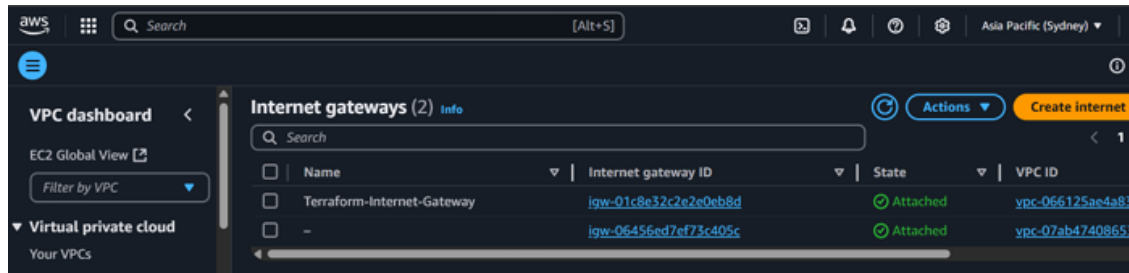 aws Search [Alt+S] Asia Pacific (Sydney)
VPC dashboard
EC2 Global View
Filter by VPC
Virtual private cloud
Your VPCs
Internet gateways (2) Info
Actions
Create internet
Search
1
Name Internet gateway ID State VPC ID
Terraform-Internet-Gateway igw-01c8e32c2e2e0eb8d Attached vpc-066125ae4a83
– igw-06456ed7ef73c405c Attached vpc-07ab47408653